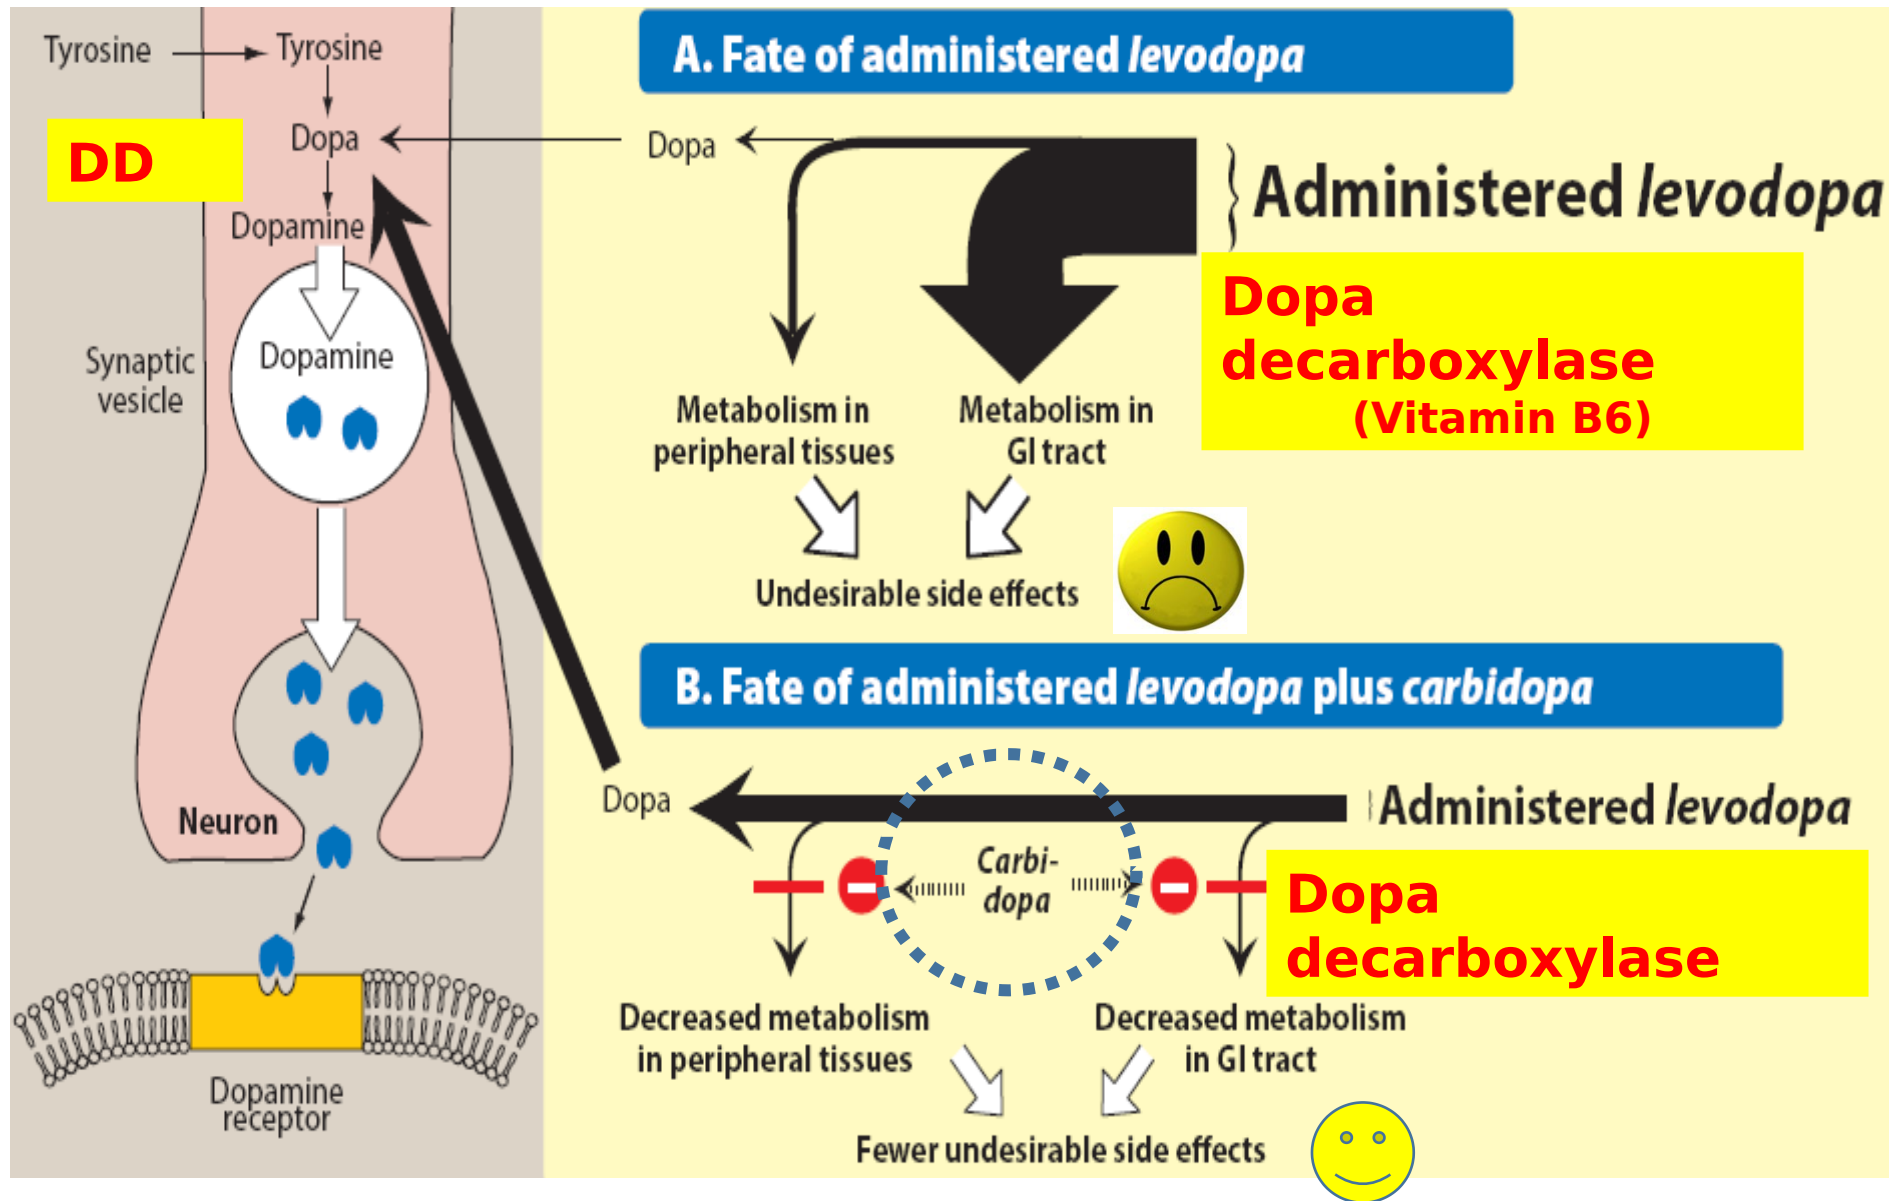 Tyrosine
Tyrosine
DD
Dopa
Dopamine
Synaptic
vesicle
Dopamine
Neuron
Dopamine
receptor
A. Fate of administered levodopa
Dopa
Administered levodopa
Dopa
decarboxylase
(Vitamin B6)
Metabolism in
peripheral tissues
Metabolism in
GI tract
Undesirable side effects
B. Fate of administered levodopa plus carbidopa
Dopa
Administered levodopa
Carbi-
dopa
Dopa
decarboxylase
Decreased metabolism
in peripheral tissues
Decreased metabolism
in GI tract
Fewer undesirable side effects